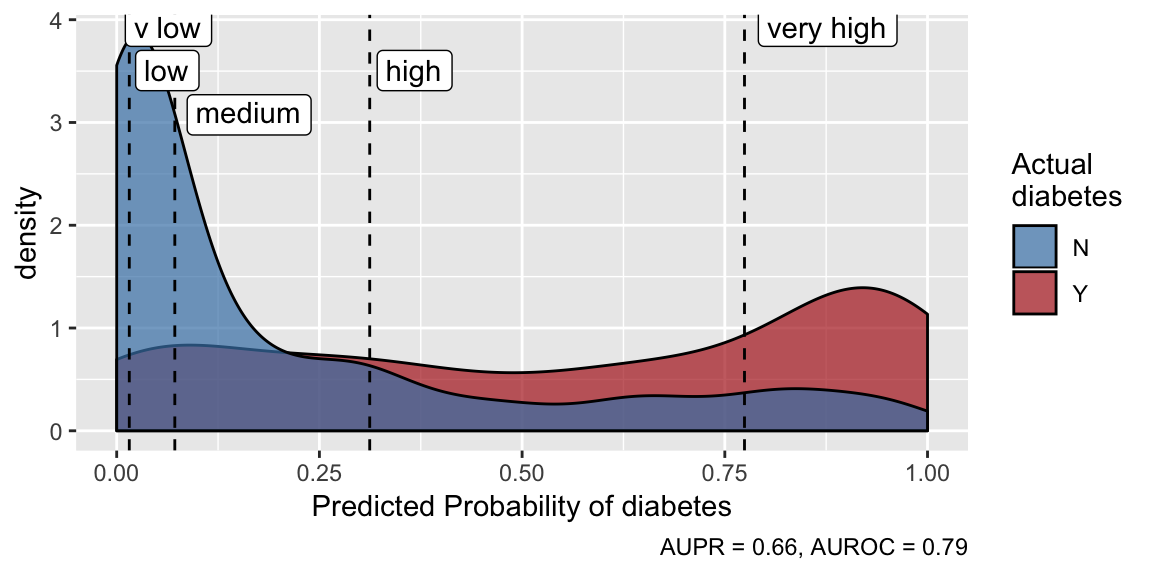 v low
low
medium
high
very high
4
3
2
1
0
density
0.00
0.25
0.50
0.75
1.00
Predicted Probability of diabetes
AUPR = 0.66, AUROC = 0.79
Actual
diabetes
N
Y